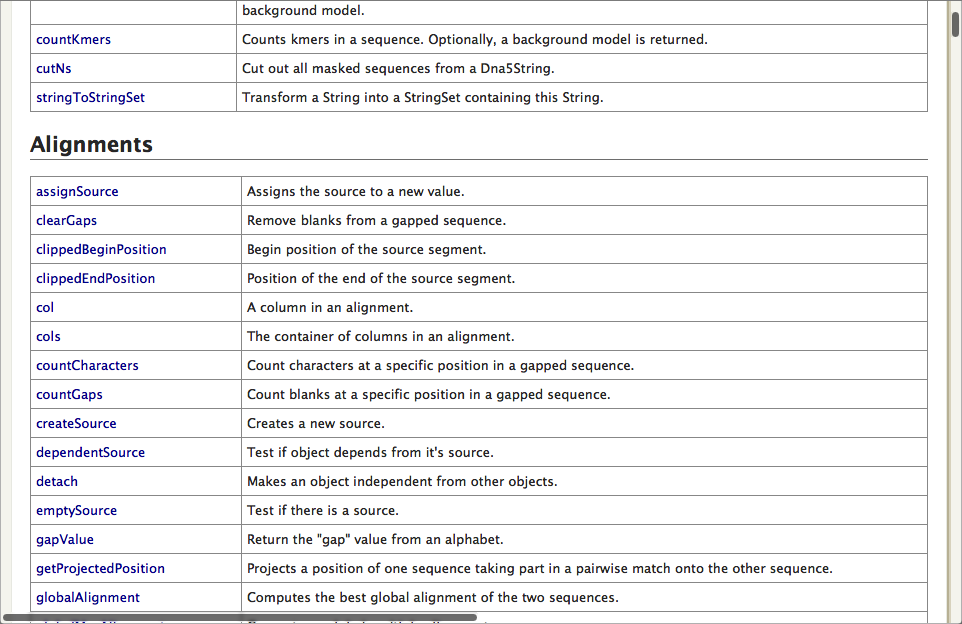 background model.
countKmers Counts kmers in a sequence. Optionally, a background model is returned.
cutNs Cut out all masked sequences from a Dna5String.
stringToStringSet Transform a String into a StringSet containing this String.
Alignments
assignSource Assigns the source to a new value.
clearGaps Remove blanks from a gapped sequence.
clippedBeginPosition Begin position of the source segment.
clippedEndPosition Position of the end of the source segment.
col A column in an alignment.
cols The container of columns in an alignment.
countCharacters Count characters at a specific position in a gapped sequence.
countGaps Count blanks at a specific position in a gapped sequence.
createSource Creates a new source.
dependentSource Test if object depends from it's source.
detach Makes an object independent from other objects.
emptySource Test if there is a source.
gapValue Return the "gap" value from an alphabet.
getProjectedPosition Projects a position of one sequence taking part in a pairwise match onto the other sequence.
globalAlignment Computes the best global alignment of the two sequences.